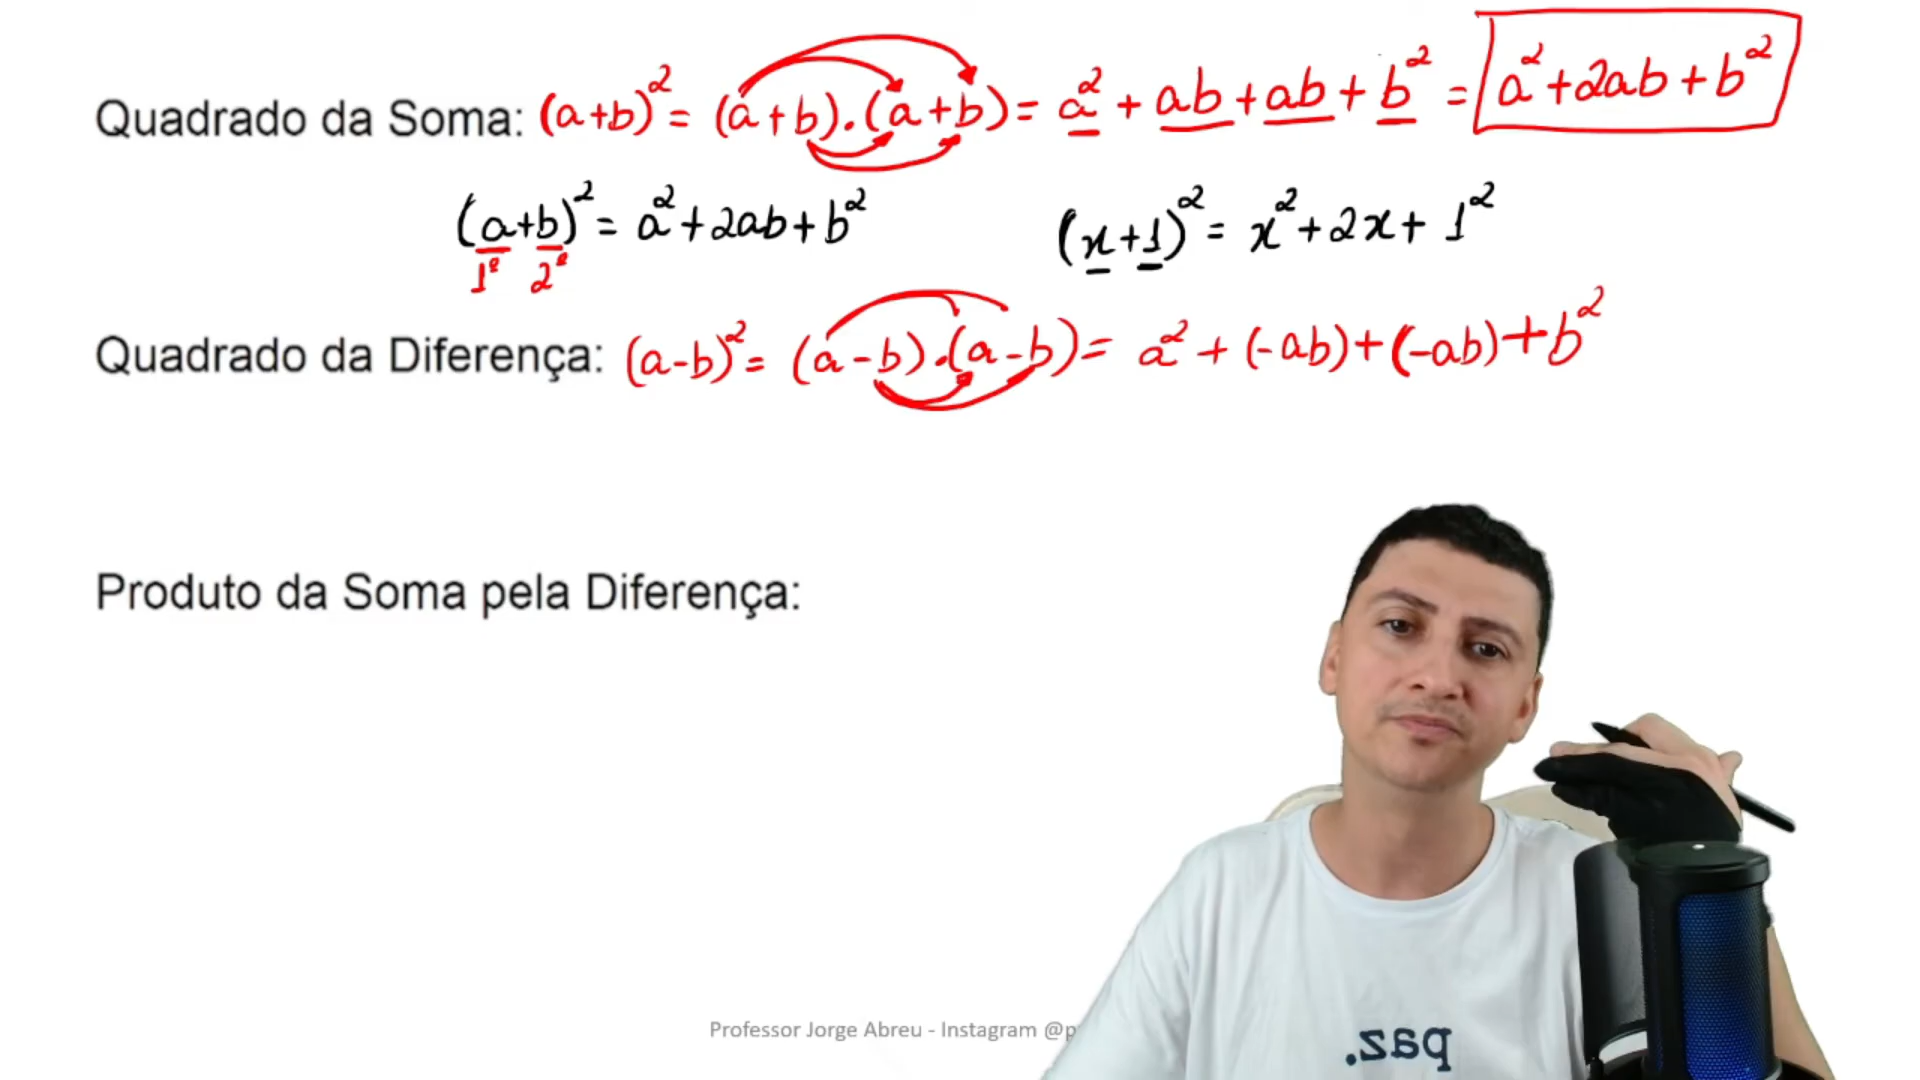 Quadrado da Soma: (a+b)² = (a+b).(a+b) = a² + ab + ab + b² = a² + 2ab + b²
(a+b)² = a² + 2ab + b² (x+1)² = x² + 2x + 1²
1º 2º
Quadrado da Diferença: (a-b)² = (a-b).(a-b) = a² + (-ab) + (-ab) + b²
Produto da Soma pela Diferença:
Professor Jorge Abreu - Instagram @p
paz.